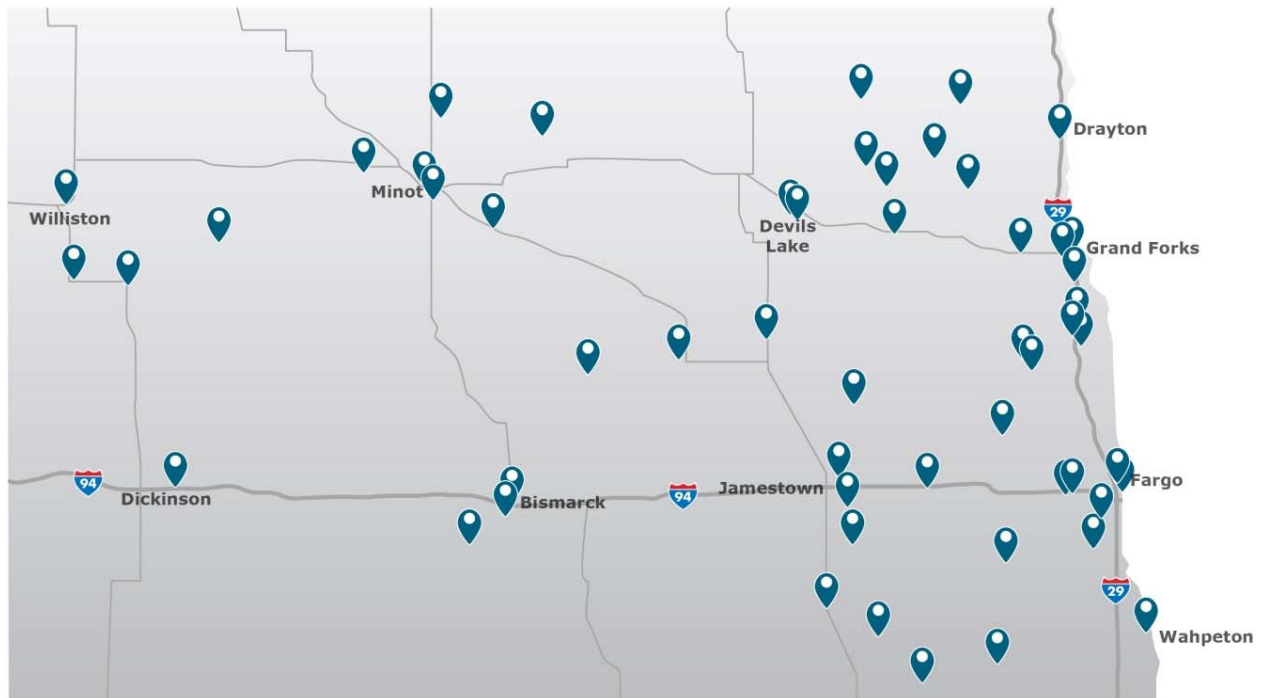 Drayton
Minot
29
Williston
Devils
Lake
Grand Forks
94
Dickinson
Bismarck
94
Jamestown
Fargo
29
Wahpeton